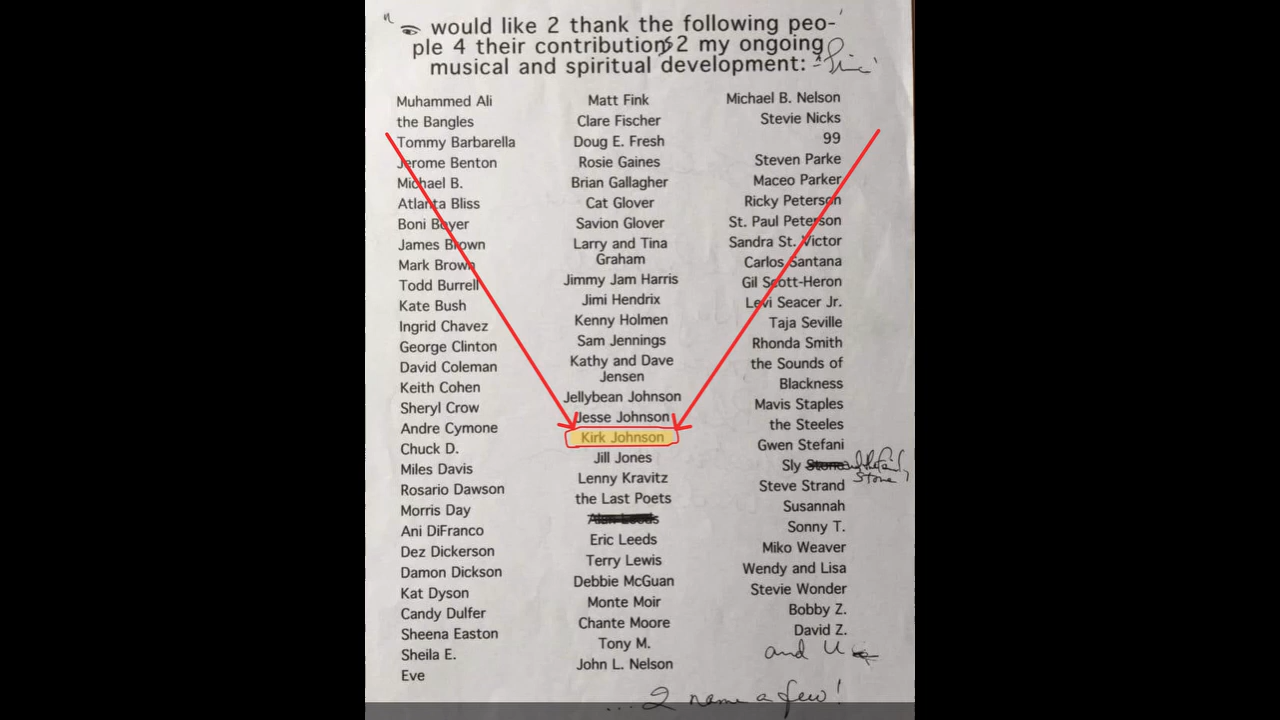 " 👁 would like 2 thank the following peo-
ple 4 their contributions 2 my ongoing
musical and spiritual development:
Muhammed Ali
the Bangles
Tommy Barbarella
Jerome Benton
Michael B.
Atlanta Bliss
Boni Boyer
James Brown
Mark Brown
Todd Burrell
Kate Bush
Ingrid Chavez
George Clinton
David Coleman
Keith Cohen
Sheryl Crow
Andre Cymone
Chuck D.
Miles Davis
Rosario Dawson
Morris Day
Ani DiFranco
Dez Dickerson
Damon Dickson
Kat Dyson
Candy Dulfer
Sheena Easton
Sheila E.
Eve
Matt Fink
Clare Fischer
Doug E. Fresh
Rosie Gaines
Brian Gallagher
Cat Glover
Savion Glover
Larry and Tina
Graham
Jimmy Jam Harris
Jimi Hendrix
Kenny Holmen
Sam Jennings
Kathy and Dave
Jensen
Jellybean Johnson
Jesse Johnson
Kirk Johnson
Jill Jones
Lenny Kravitz
the Last Poets
Eric Leeds
Terry Lewis
Debbie McGuan
Monte Moir
Chante Moore
Tony M.
John L. Nelson
Michael B. Nelson
Stevie Nicks
99
Steven Parke
Maceo Parker
Ricky Peterson
St. Paul Peterson
Sandra St. Victor
Carlos Santana
Gil Scott-Heron
Levi Seacer Jr.
Taja Seville
Rhonda Smith
the Sounds of
Blackness
Mavis Staples
the Steeles
Gwen Stefani
Sly Stone and the Family
Stone
Steve Strand
Susannah
Sonny T.
Miko Weaver
Wendy and Lisa
Stevie Wonder
Bobby Z.
David Z.
and U
...2 name a few!